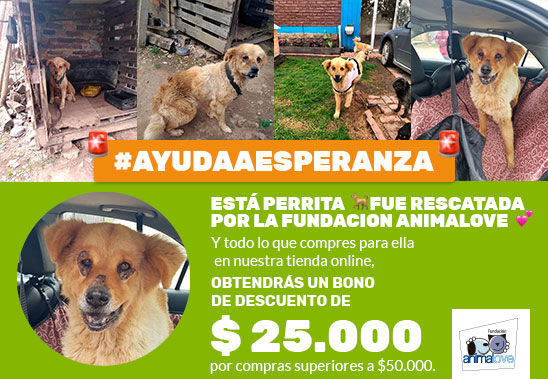 #AYUDAAESPERANZA
ESTÁ PERRITA 🐕FUE RESCATADA
POR LA FUNDACION ANIMALOVE 💕
Y todo lo que compres para ella
en nuestra tienda online,
OBTENDRÁS UN BONO
DE DESCUENTO DE
$ 25.000
por compras superiores a $50.000.
Fundación
animalove